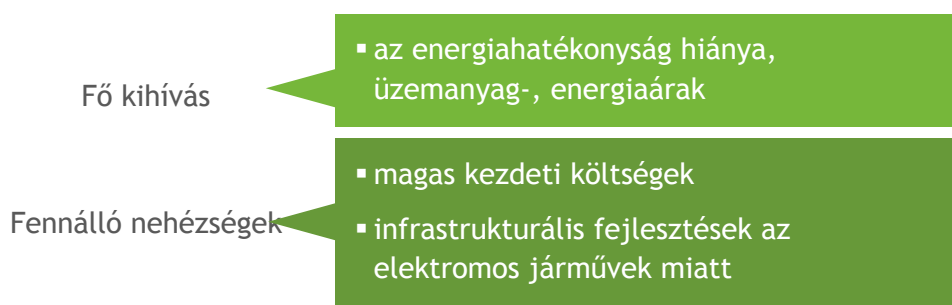 Fő kihívás
▪ az energiahatékonyság hiánya,
üzemanyag-, energiaárak
Fennálló nehézségek
▪ magas kezdeti költségek
▪ infrastrukturális fejlesztések az
elektromos járművek miatt